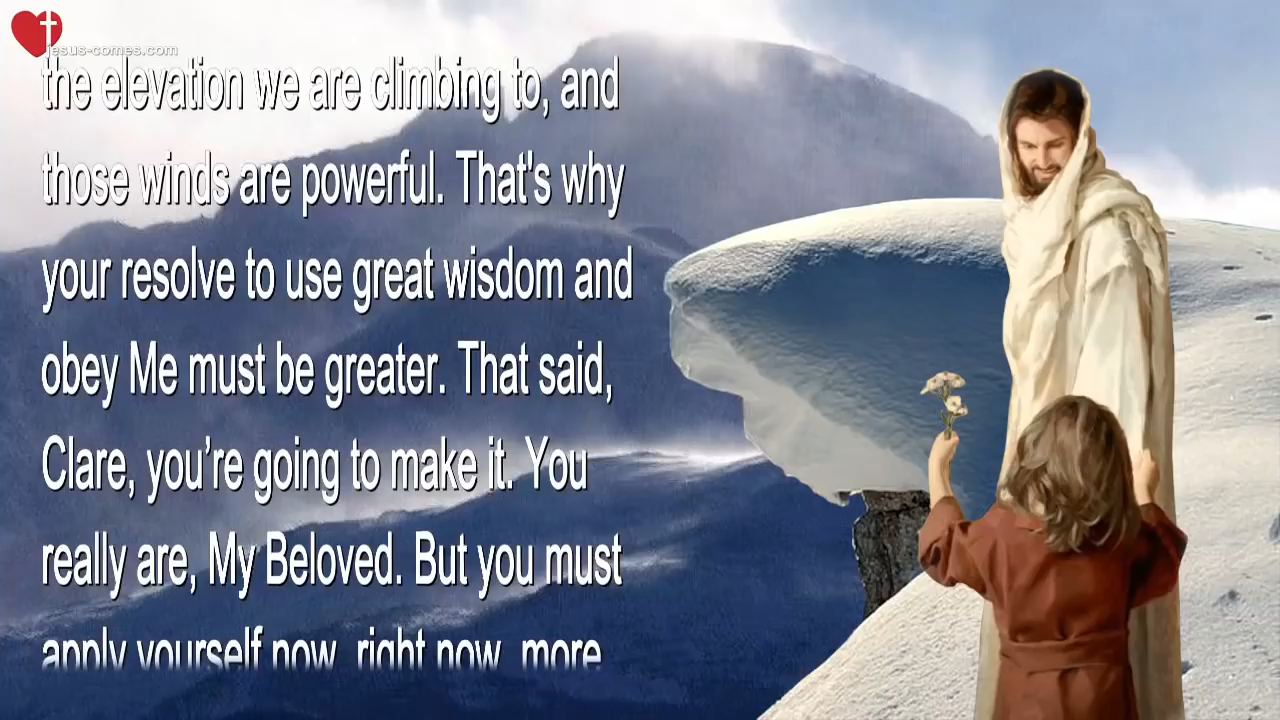 jesus-comes.com
the elevation we are climbing to, and
those winds are powerful. That's why
your resolve to use great wisdom and
obey Me must be greater. That said,
Clare, you’re going to make it. You
really are, My Beloved. But you must
apply yourself now, right now, more